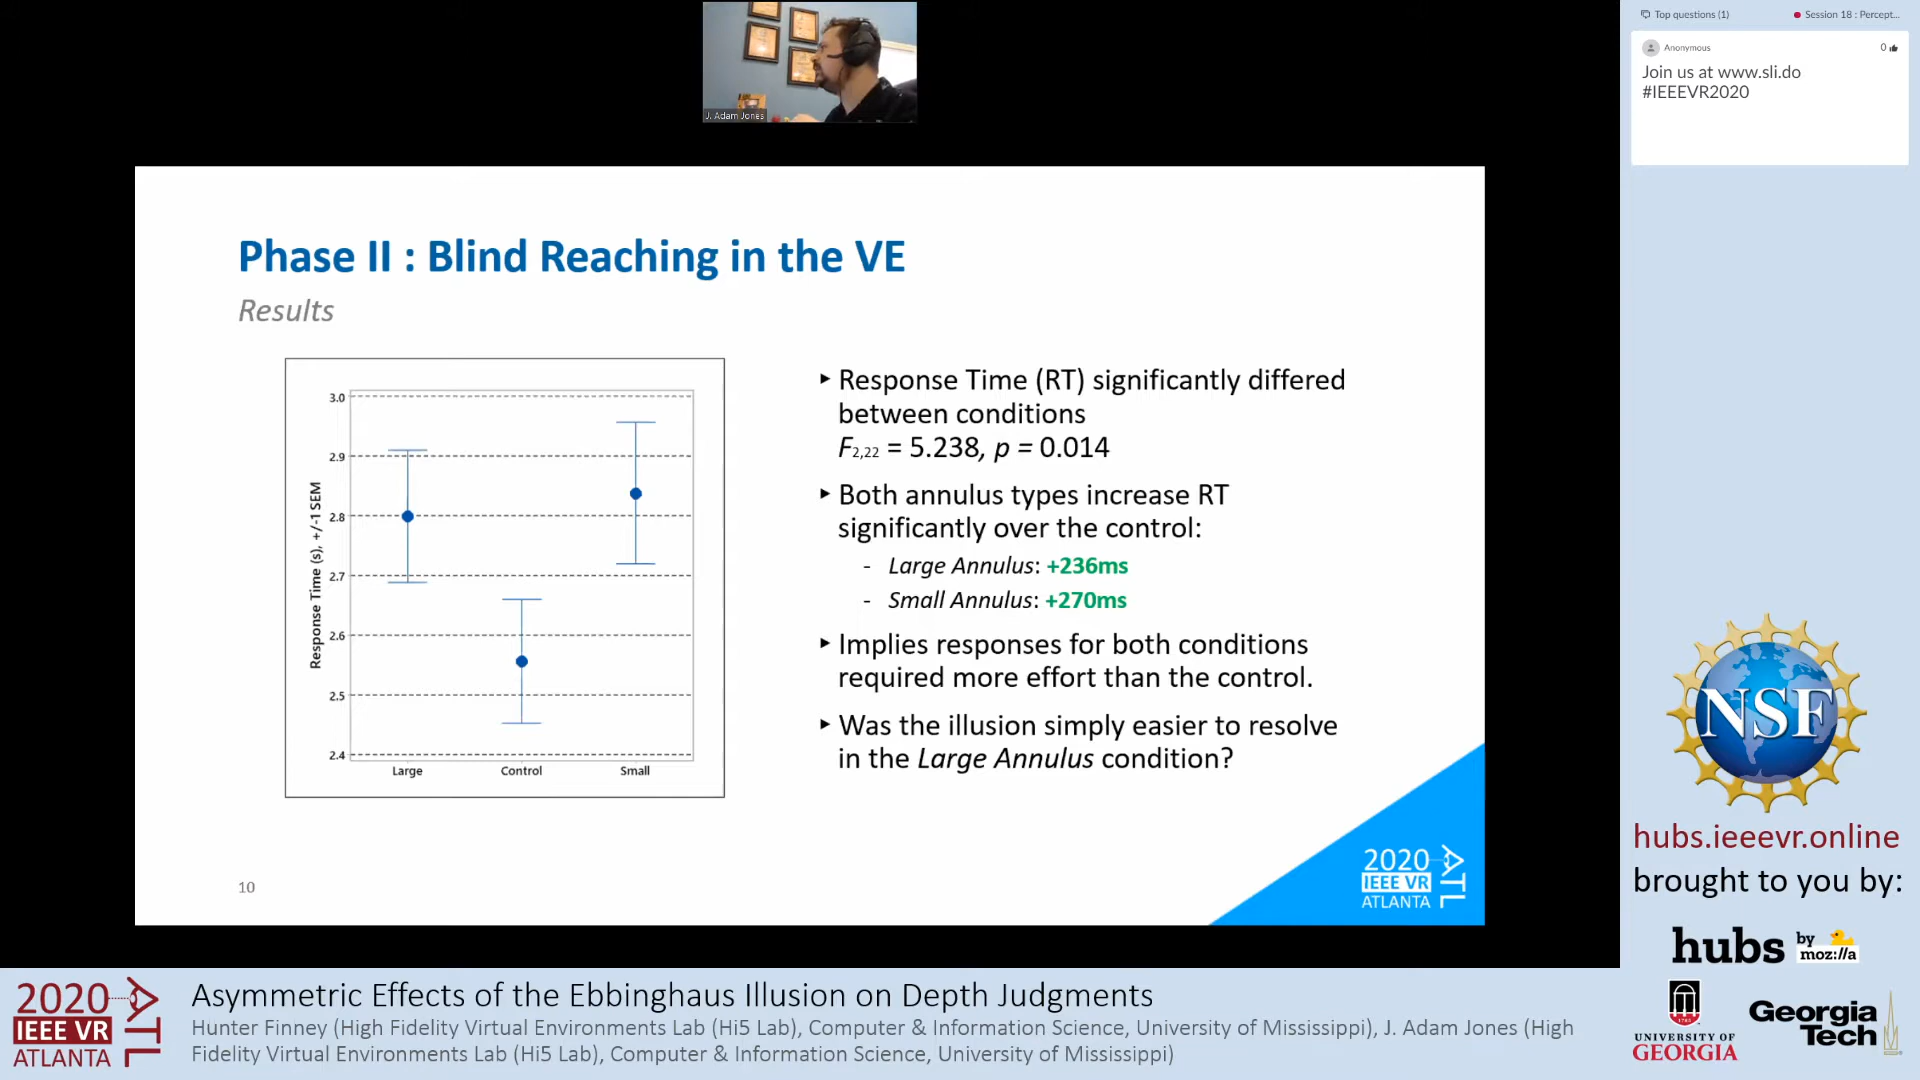 J. Adam Jones
Top questions (1)
Session 18 : Percept...
Anonymous
0
Join us at www.sli.do
#IEEEVR2020
Phase II : Blind Reaching in the VE
Results
3.0
2.9
2.8
2.7
2.6
2.5
2.4
Response Time (s), +/-1 SEM
Large
Control
Small
‣ Response Time (RT) significantly differed
between conditions
F2,22 = 5.238, p = 0.014
‣ Both annulus types increase RT
significantly over the control:
- Large Annulus: +236ms
- Small Annulus: +270ms
‣ Implies responses for both conditions
required more effort than the control.
‣ Was the illusion simply easier to resolve
in the Large Annulus condition?
10
2020
IEEE VR
ATLANTA
ATL
NSF
hubs.ieeevr.online
brought to you by:
hubs by
moz://a
UNIVERSITY OF
GEORGIA
Georgia
Tech
2020
IEEE VR
ATLANTA
ATL
Asymmetric Effects of the Ebbinghaus Illusion on Depth Judgments
Hunter Finney (High Fidelity Virtual Environments Lab (Hi5 Lab), Computer & Information Science, University of Mississippi), J. Adam Jones (High
Fidelity Virtual Environments Lab (Hi5 Lab), Computer & Information Science, University of Mississippi)